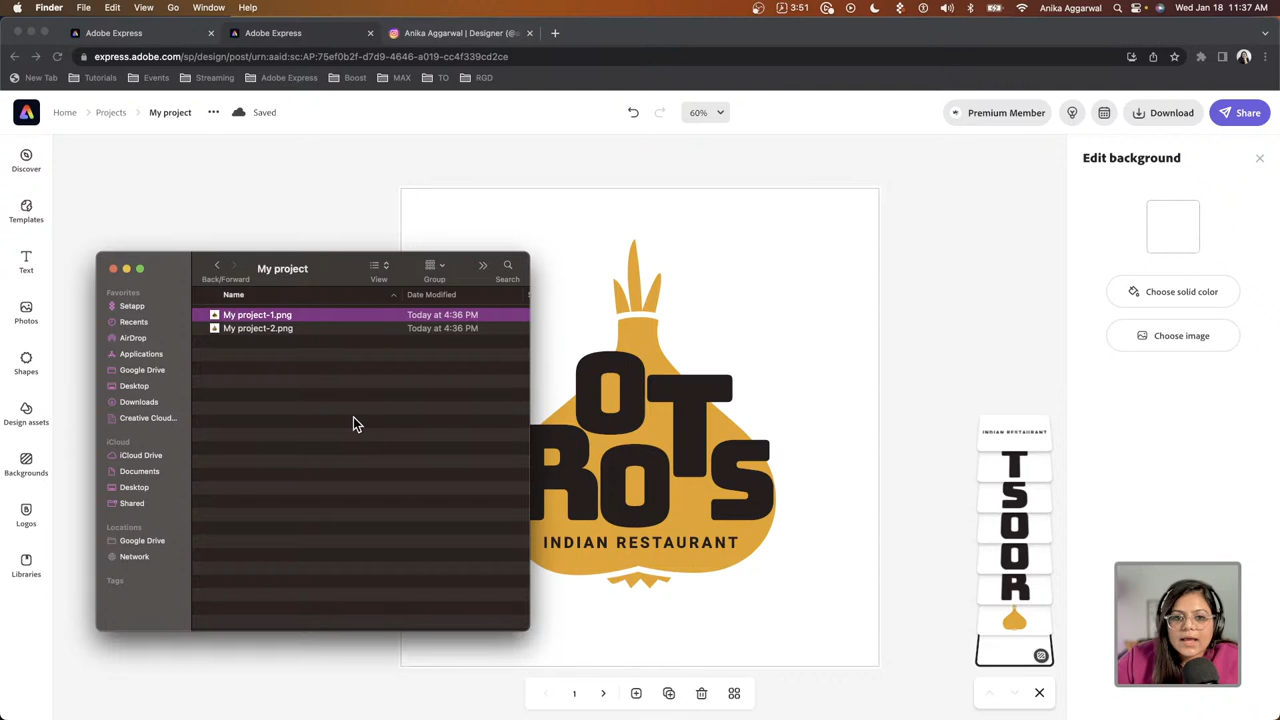 Finder File Edit View Go Window Help 3:51 Wed Jan 18 11:37 AM
Adobe Express Adobe Express Anika Aggarwal | Designer (@
express.adobe.com/sp/design/post/urn:aaid:sc:AP:75ef0b2f-d7d9-4646-a019-cc4f339cd2ce
New Tab Tutorials Events Streaming Adobe Express Boost MAX TO RGD
Home Projects My project Saved 60% Premium Member Download Share
Discover
Templates
Text
Photos
Shapes
Design assets
Backgrounds
Logos
Libraries
My project
Back/Forward View Group Search
Favorites
Setapp
Recents
AirDrop
Applications
Google Drive
Desktop
Downloads
Creative Cloud...
iCloud
iCloud Drive
Documents
Desktop
Shared
Locations
Google Drive
Network
Tags
Name Date Modified
My project-1.png Today at 4:36 PM
My project-2.png Today at 4:36 PM
OT
ROTS
INDIAN RESTAURANT
1
INDIAN RESTAURANT
T
S
O
O
R
Edit background
Choose solid color
Choose image